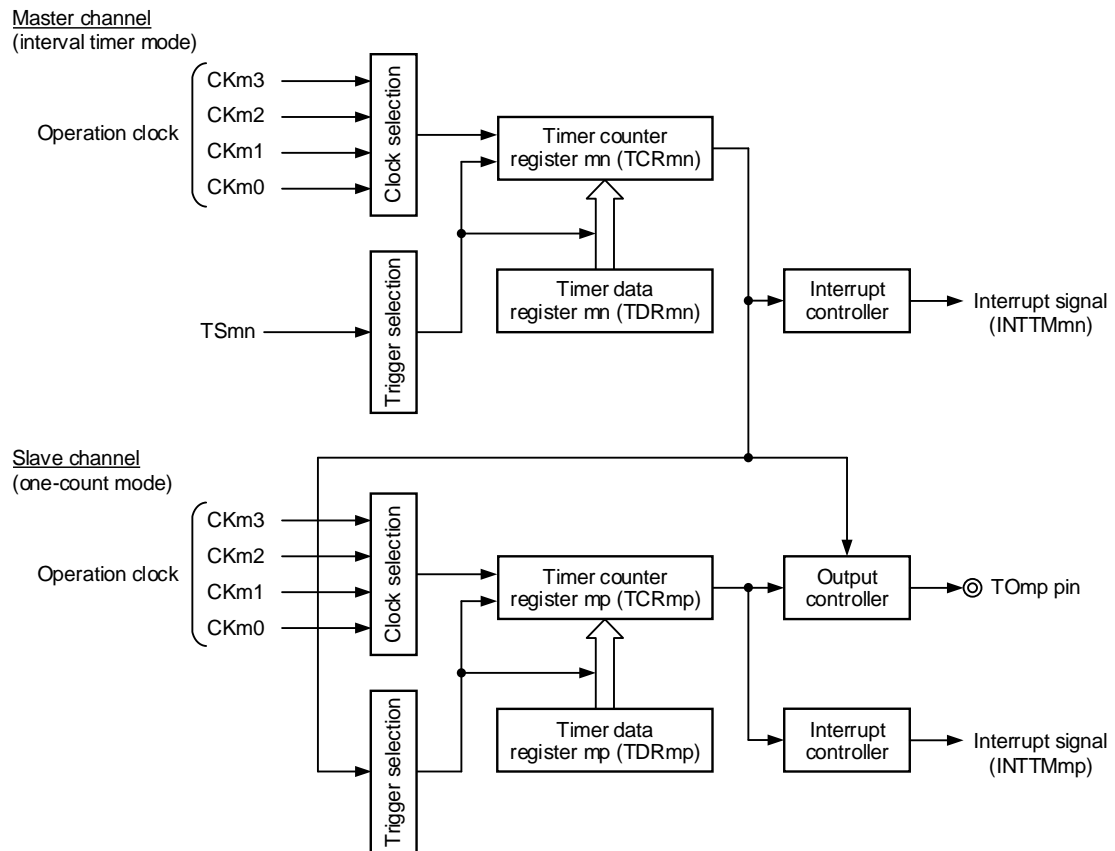 Master channel
(interval timer mode)
CKm3
CKm2
Operation clock
CKm1
CKm0
Clock selection
Timer counter
register mn (TCRmn)
TSmn
Trigger selection
Timer data
register mn (TDRmn)
Interrupt
controller
Interrupt signal
(INTTMmn)
Slave channel
(one-count mode)
CKm3
CKm2
Operation clock
CKm1
CKm0
Clock selection
Timer counter
register mp (TCRmp)
Output
controller
TOmp pin
Trigger selection
Timer data
register mp (TDRmp)
Interrupt
controller
Interrupt signal
(INTTMmp)